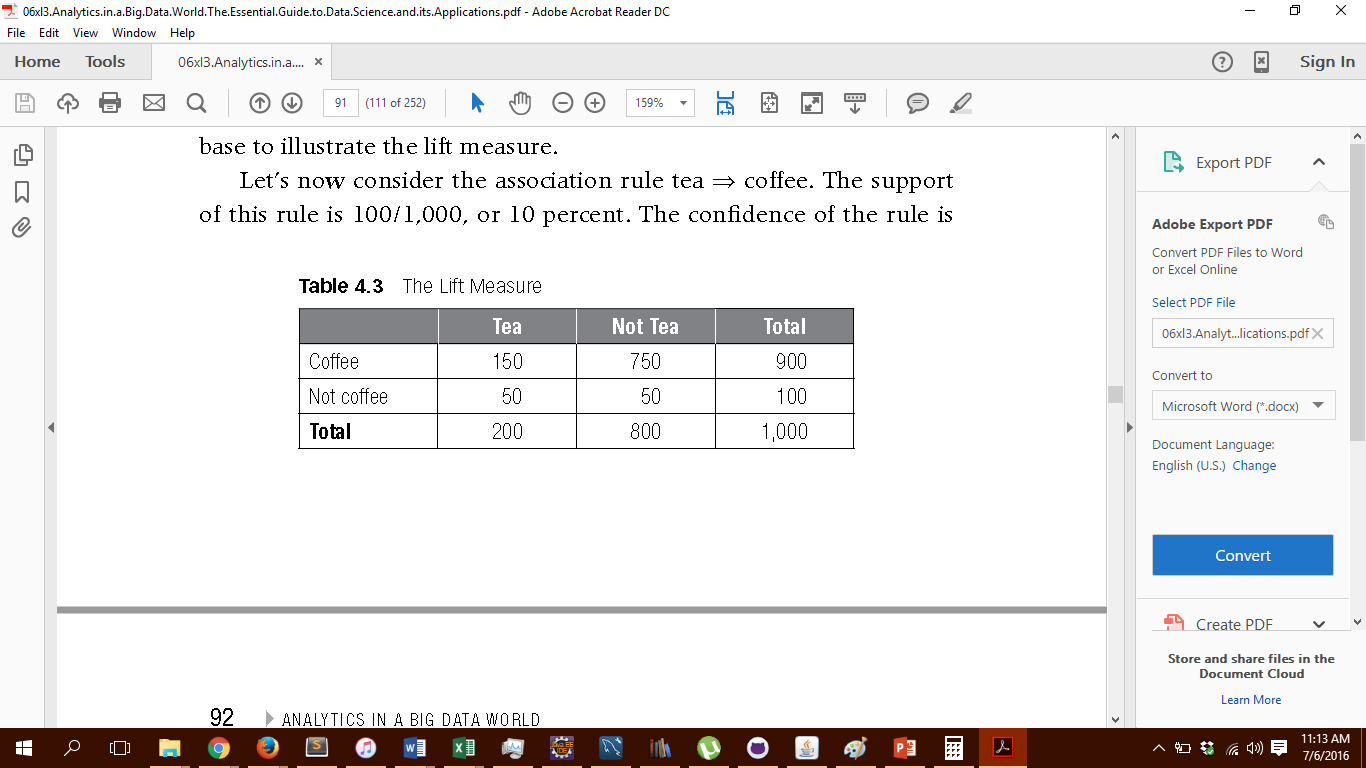 06xl3.Analytics.in.a.Big.Data.World.The.Essential.Guide.to.Data.Science.and.its.Applications.pdf - Adobe Acrobat Reader DC
File Edit View Window Help
Home Tools 06xl3.Analytics.in.a.... × Sign In
91 (111 of 252) 159%
base to illustrate the lift measure.
Let's now consider the association rule tea ⇒ coffee. The support
of this rule is 100/1,000, or 10 percent. The confidence of the rule is
Table 4.3 The Lift Measure
Tea Not Tea Total
Coffee 150 750 900
Not coffee 50 50 100
Total 200 800 1,000
92 ANALYTICS IN A BIG DATA WORLD
Export PDF
Adobe Export PDF
Convert PDF Files to Word
or Excel Online
Select PDF File
06xl3.Analyt...lications.pdf
Convert to
Microsoft Word (*.docx)
Document Language:
English (U.S.) Change
Convert
Create PDF
Store and share files in the
Document Cloud
Learn More
11:13 AM
7/6/2016